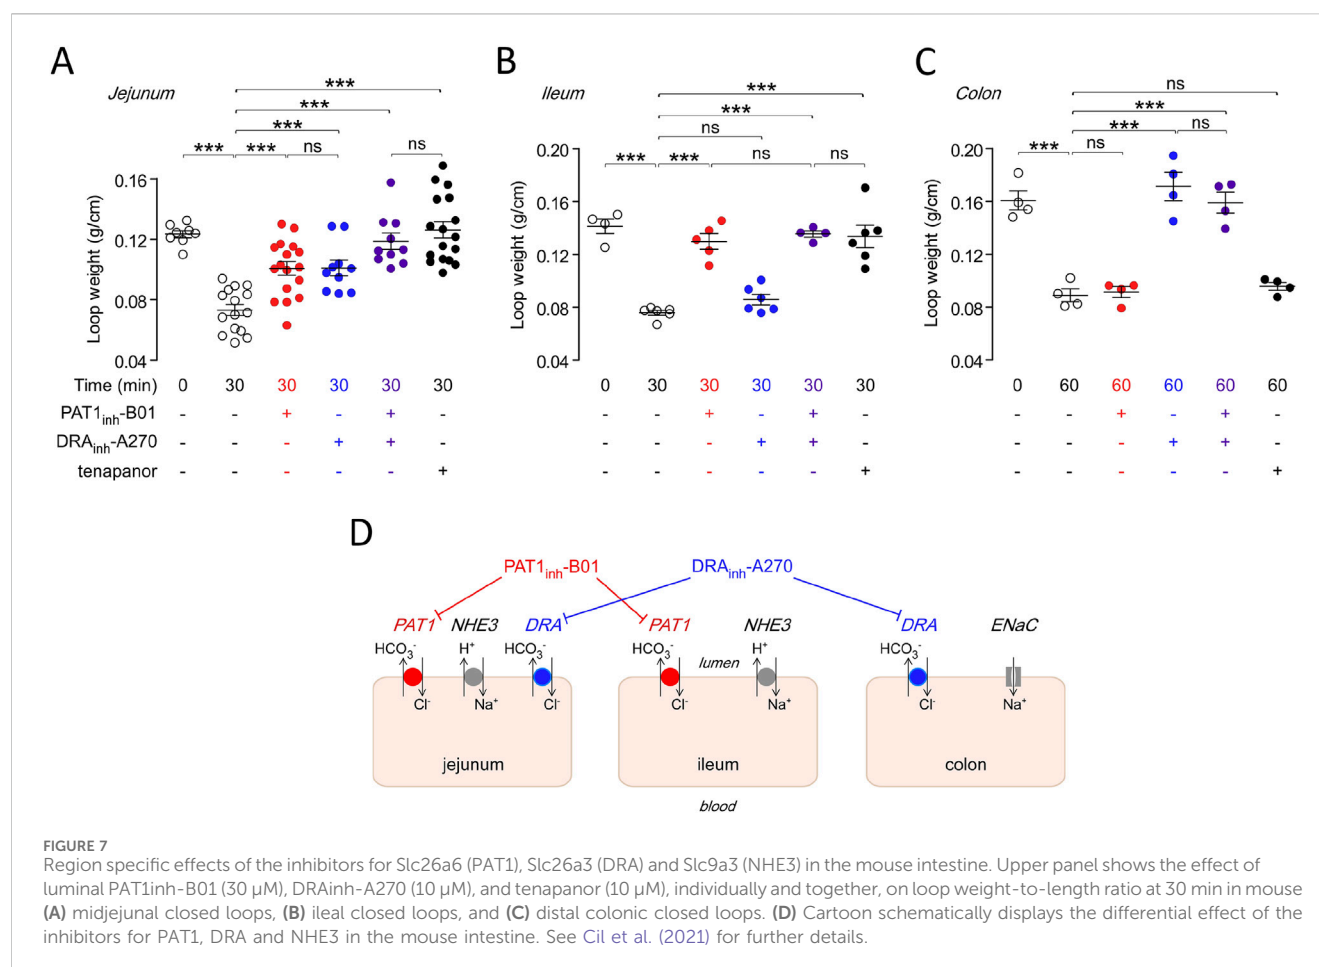 A
Jejunum
***
***
***
***
***
ns
ns
Loop weight (g/cm)
0.16
0.12
0.08
0.04
B
Ileum
***
***
ns
***
***
ns
ns
Loop weight (g/cm)
0.20
0.16
0.12
0.08
0.04
C
Colon
ns
***
***
ns
***
ns
Loop weight (g/cm)
0.20
0.16
0.12
0.08
0.04
Time (min) 0 30 30 30 30 30 0 30 30 30 30 30 0 60 60 60 60 60
PAT1inh-B01 - - + - + - - - + - + - - - + - + -
DRAinh-A270 - - - + + - - - - + + - - - - + + -
tenapanor - - - - - + - - - - - + - - - - - +
D
PAT1inh-B01 DRAinh-A270
PAT1 NHE3 DRA PAT1 NHE3 DRA ENaC
HCO3- H+ HCO3- HCO3- lumen H+ HCO3-
Cl- Na+ Cl- Cl- Na+ Cl- Na+
jejunum ileum colon
blood
FIGURE 7
Region specific effects of the inhibitors for Slc26a6 (PAT1), Slc26a3 (DRA) and Slc9a3 (NHE3) in the mouse intestine. Upper panel shows the effect of
luminal PAT1inh-B01 (30 µM), DRAinh-A270 (10 µM), and tenapanor (10 µM), individually and together, on loop weight-to-length ratio at 30 min in mouse
(A) midjejunal closed loops, (B) ileal closed loops, and (C) distal colonic closed loops. (D) Cartoon schematically displays the differential effect of the
inhibitors for PAT1, DRA and NHE3 in the mouse intestine. See Cil et al. (2021) for further details.